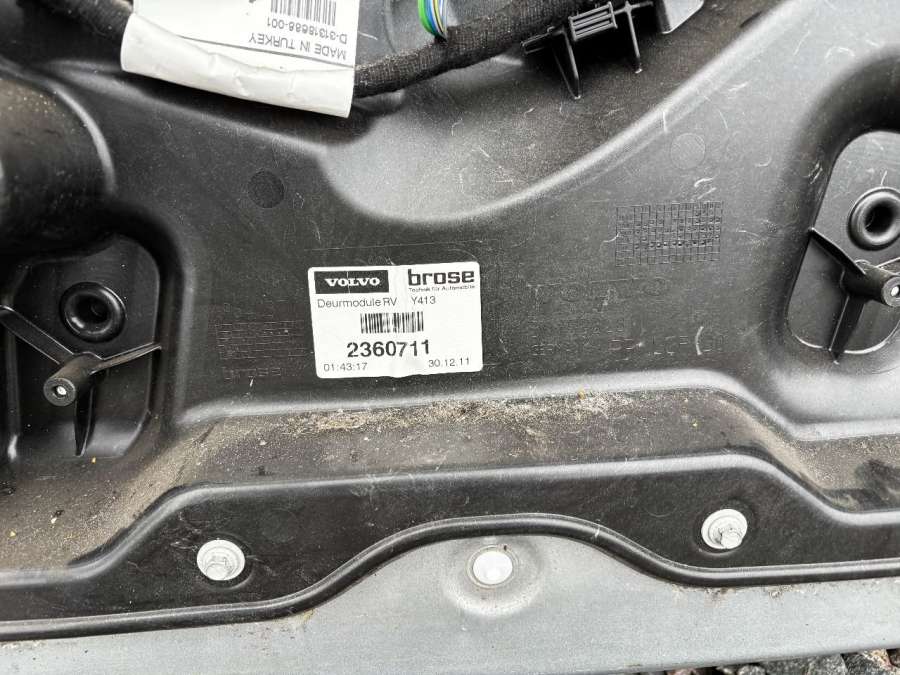 D-31318688-001
MADE IN TURKEY
VOLVO brose
Technik für Automobile
Deurmodule RV Y413
2360711
01:43:17 30.12.11